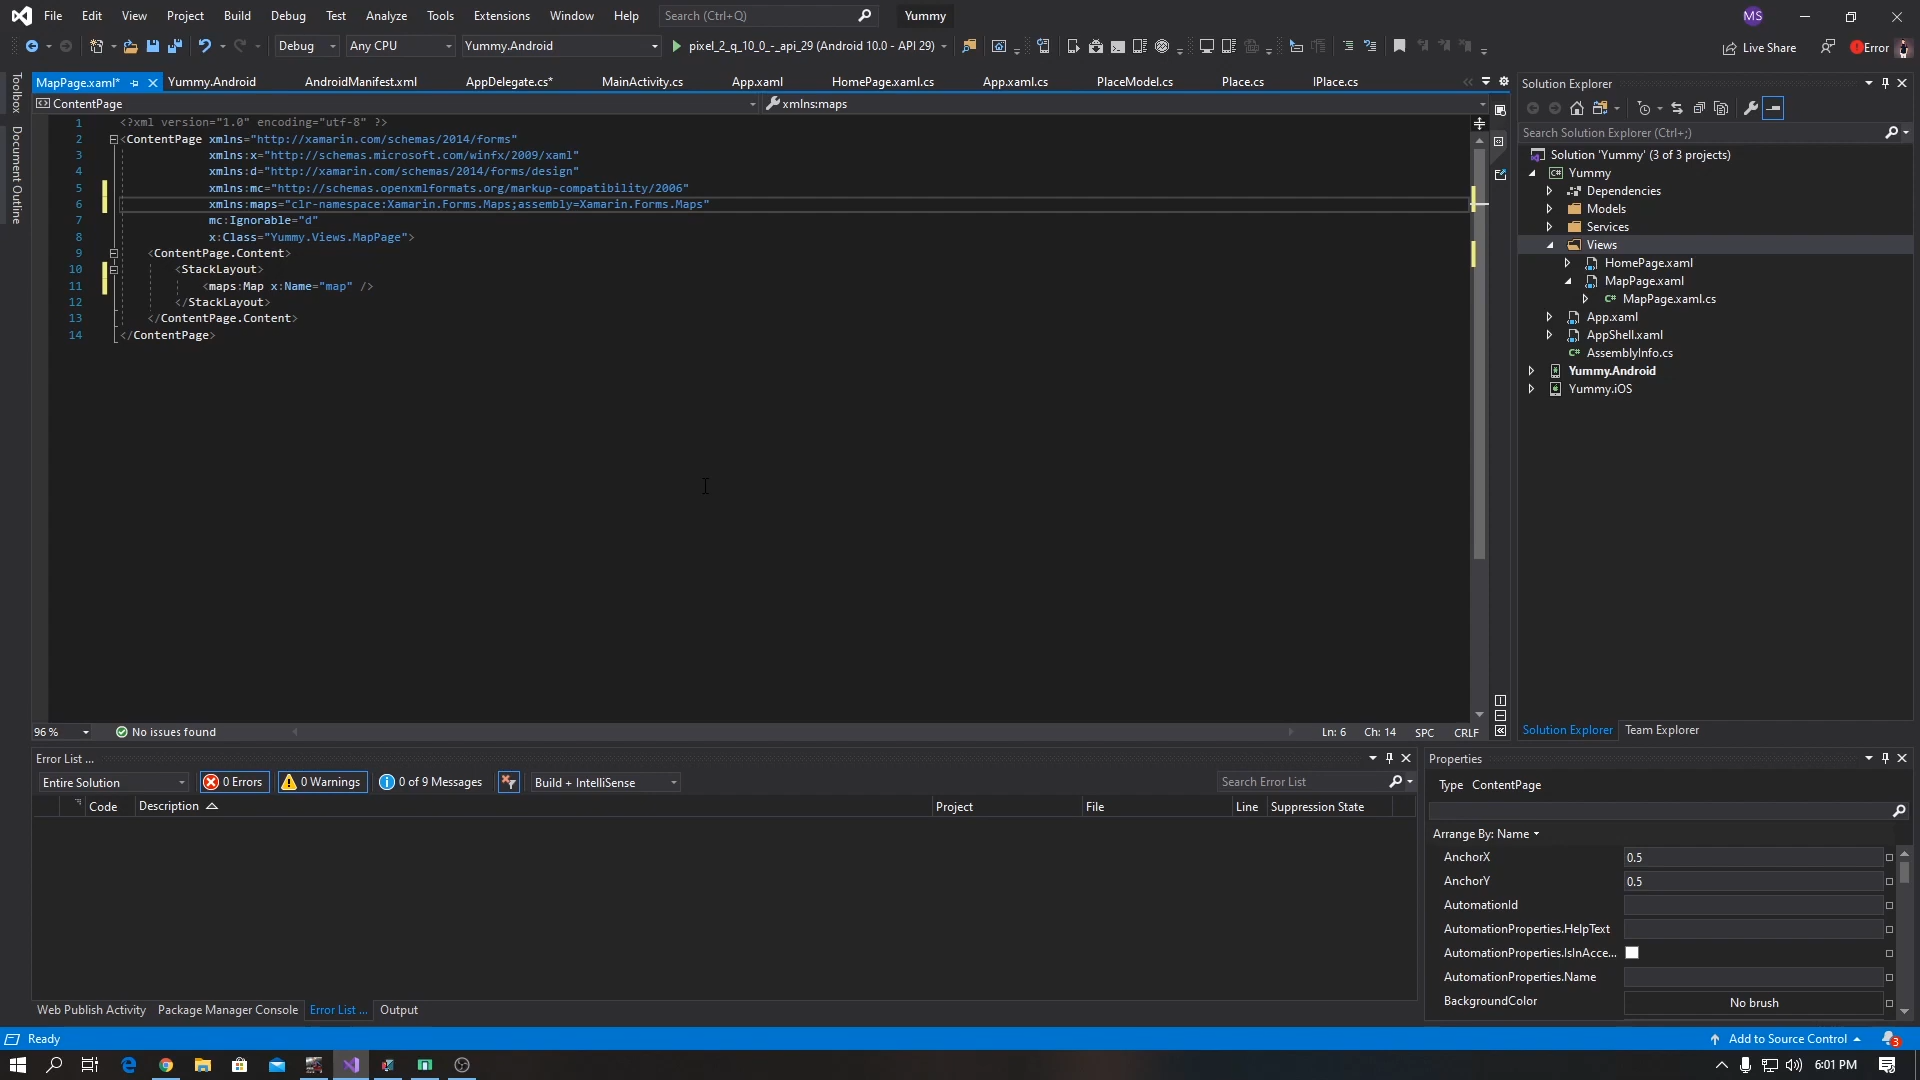 File Edit View Project Build Debug Test Analyze Tools Extensions Window Help Search (Ctrl+Q) Yummy MS
Debug Any CPU Yummy.Android pixel_2_q_10_0_-_api_29 (Android 10.0 - API 29) Live Share Error
MapPage.xaml* Yummy.Android AndroidManifest.xml AppDelegate.cs* MainActivity.cs App.xaml HomePage.xaml.cs App.xaml.cs PlaceModel.cs Place.cs IPlace.cs
ContentPage xmlns:maps
Toolbox
Document Outline
1 <?xml version="1.0" encoding="utf-8" ?>
2 <ContentPage xmlns="http://xamarin.com/schemas/2014/forms"
3 xmlns:x="http://schemas.microsoft.com/winfx/2009/xaml"
4 xmlns:d="http://xamarin.com/schemas/2014/forms/design"
5 xmlns:mc="http://schemas.openxmlformats.org/markup-compatibility/2006"
6 xmlns:maps="clr-namespace:Xamarin.Forms.Maps;assembly=Xamarin.Forms.Maps"
7 mc:Ignorable="d"
8 x:Class="Yummy.Views.MapPage">
9 <ContentPage.Content>
10 <StackLayout>
11 <maps:Map x:Name="map" />
12 </StackLayout>
13 </ContentPage.Content>
14 </ContentPage>
96 % No issues found Ln: 6 Ch: 14 SPC CRLF
Solution Explorer
Search Solution Explorer (Ctrl+;)
Solution 'Yummy' (3 of 3 projects)
Yummy
Dependencies
Models
Services
Views
HomePage.xaml
MapPage.xaml
C# MapPage.xaml.cs
App.xaml
AppShell.xaml
C# AssemblyInfo.cs
Yummy.Android
Yummy.iOS
Solution Explorer Team Explorer
Error List ...
Entire Solution 0 Errors 0 Warnings 0 of 9 Messages Build + IntelliSense Search Error List
Code Description Project File Line Suppression State
Web Publish Activity Package Manager Console Error List ... Output
Properties
Type ContentPage
Arrange By: Name
AnchorX 0.5
AnchorY 0.5
AutomationId
AutomationProperties.HelpText
AutomationProperties.IsInAcce...
AutomationProperties.Name
BackgroundColor No brush
Ready Add to Source Control 3
6:01 PM